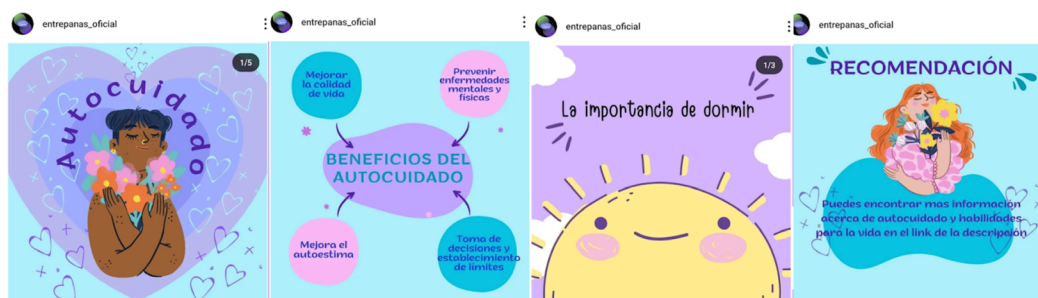 entrepanas_oficial
1/5
Autocuidado
entrepanas_oficial
Mejorar
la calidad
de vida
Prevenir
enfermedades
mentales y
físicas
BENEFICIOS DEL
AUTOCUIDADO
Mejora el
autoestima
Toma de
decisiones y
establecimiento
de limites
entrepanas_oficial
1/3
La importancia de dormir
entrepanas_oficial
RECOMENDACIÓN
Puedes encontrar mas información
acerca de autocuidado y habilidades
para la vida en el link de la descripción